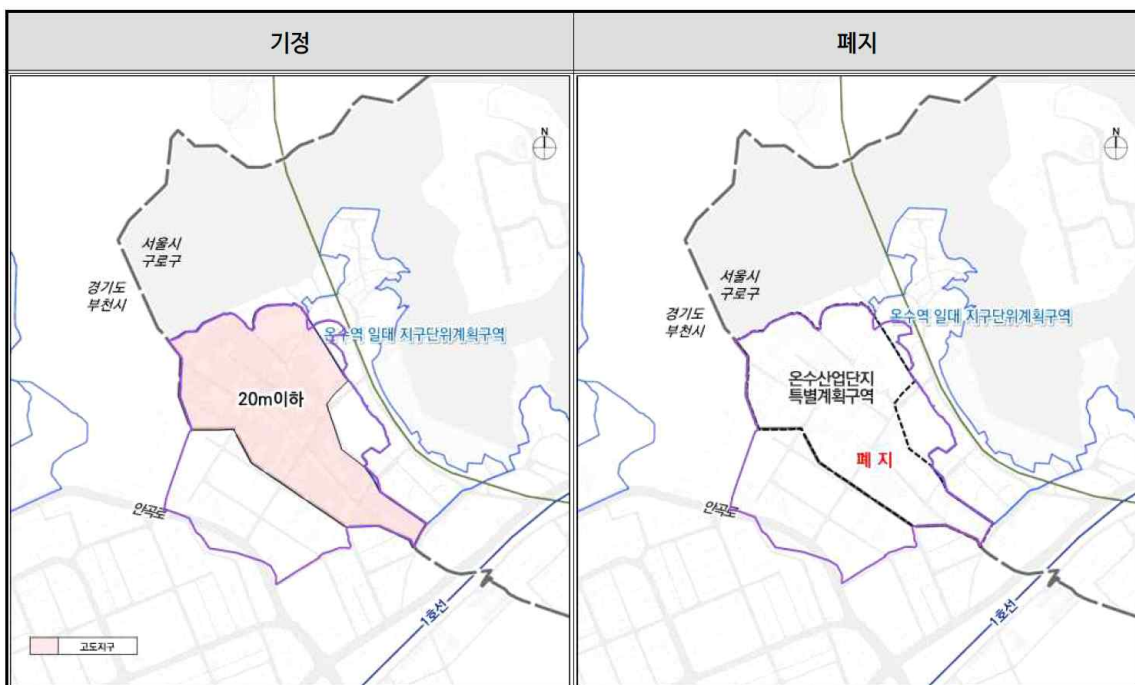 기정
폐지
N
서울시
구로구
경기도
부천시
온수역 일대 지구단위계획구역
20m이하
안곡로
1호선
고도지구
N
서울시
구로구
경기도
부천시
온수역 일대 지구단위계획구역
온수산업단지
특별계획구역
폐 지
안곡로
1호선